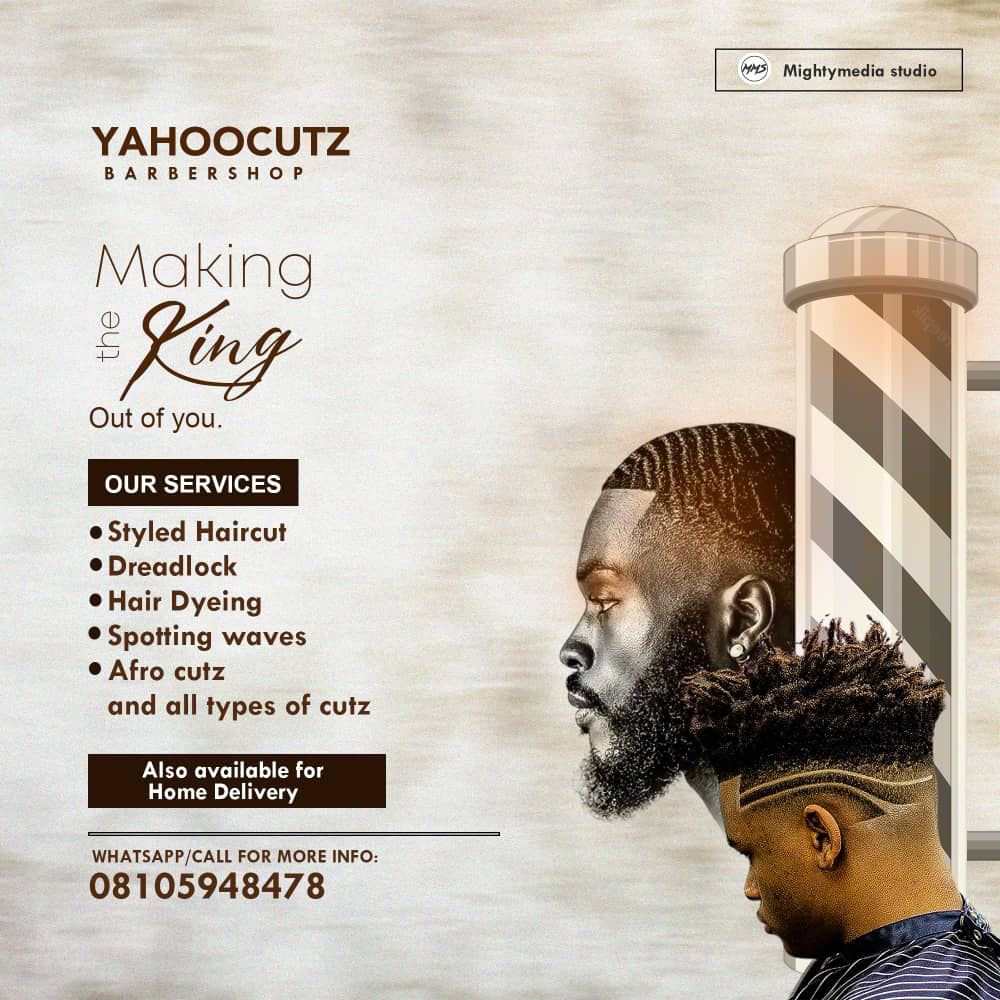 MMS Mightymedia studio
YAHOOCUTZ
BARBERSHOP
Making
the King
Out of you.
OUR SERVICES
• Styled Haircut
• Dreadlock
• Hair Dyeing
• Spotting waves
• Afro cutz
and all types of cutz
Also available for
Home Delivery
WHATSAPP/CALL FOR MORE INFO:
08105948478